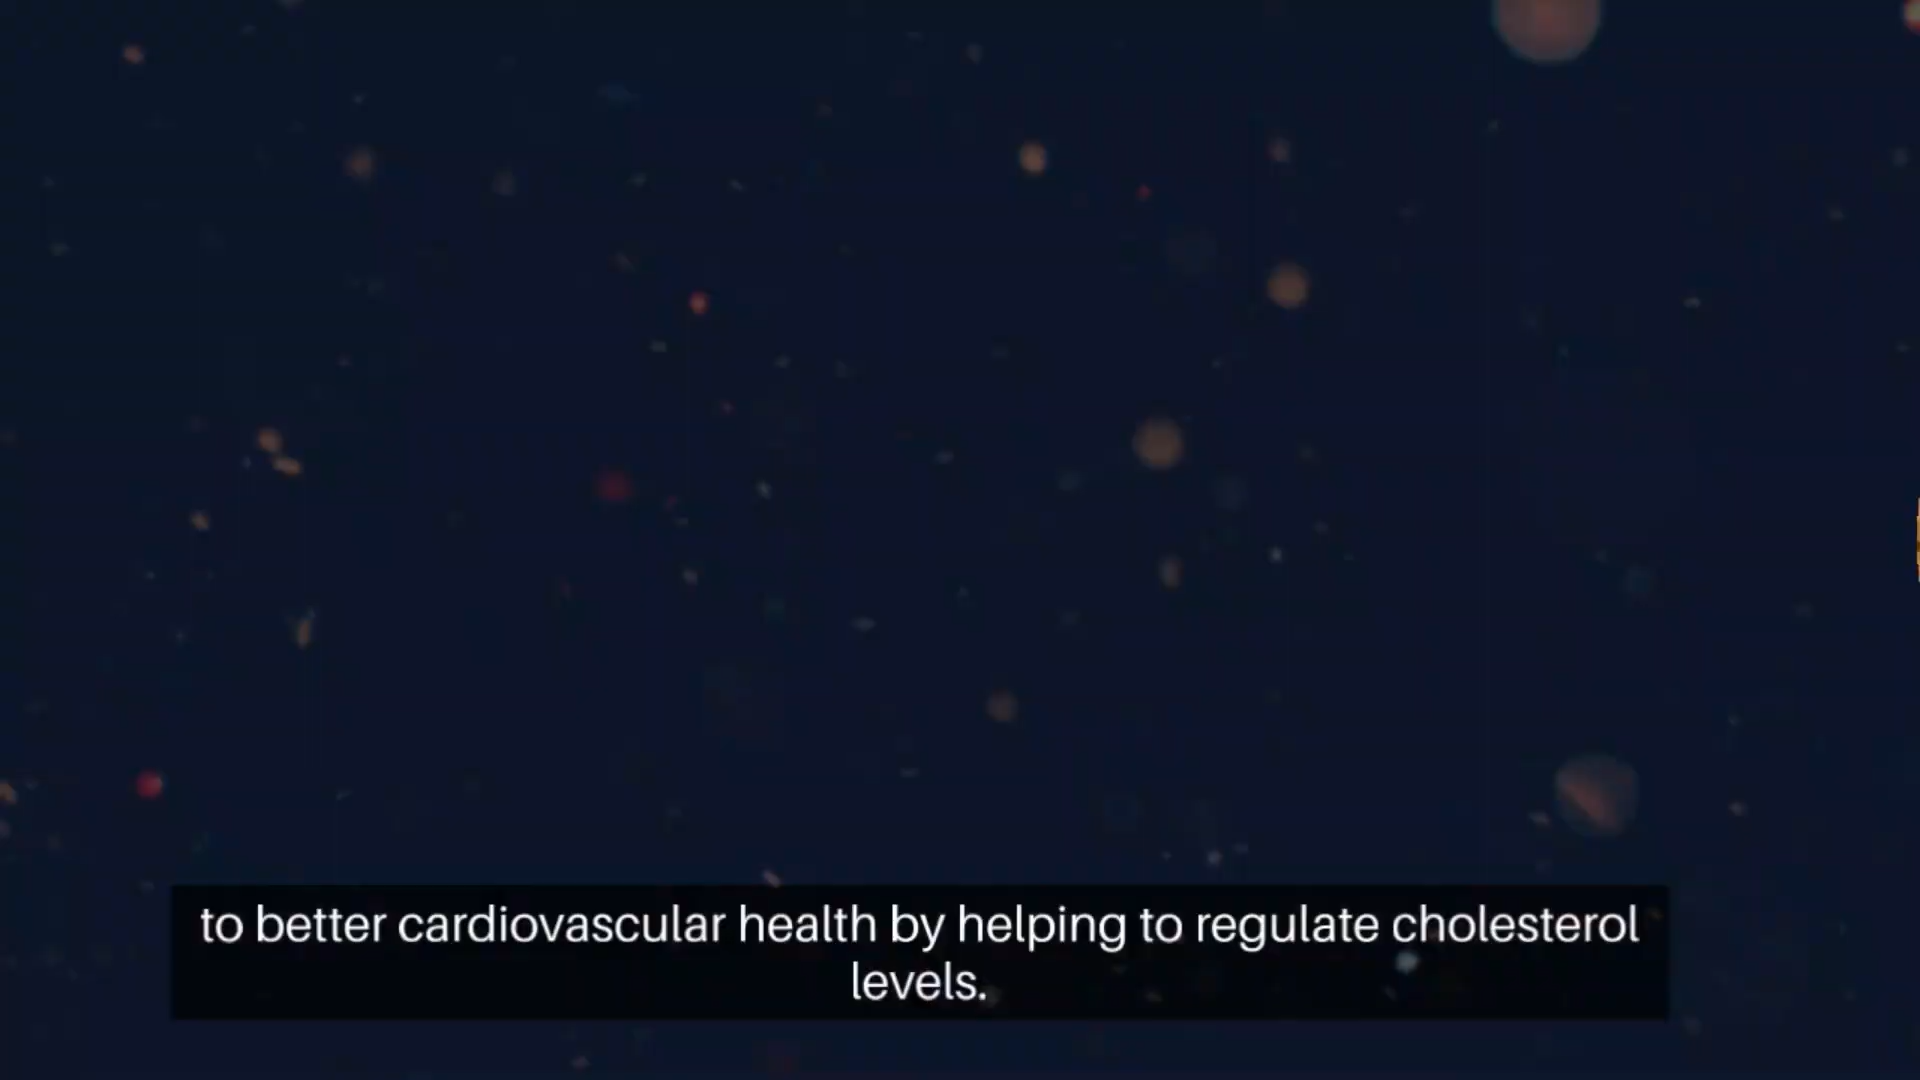 to better cardiovascular health by helping to regulate cholesterol
levels.